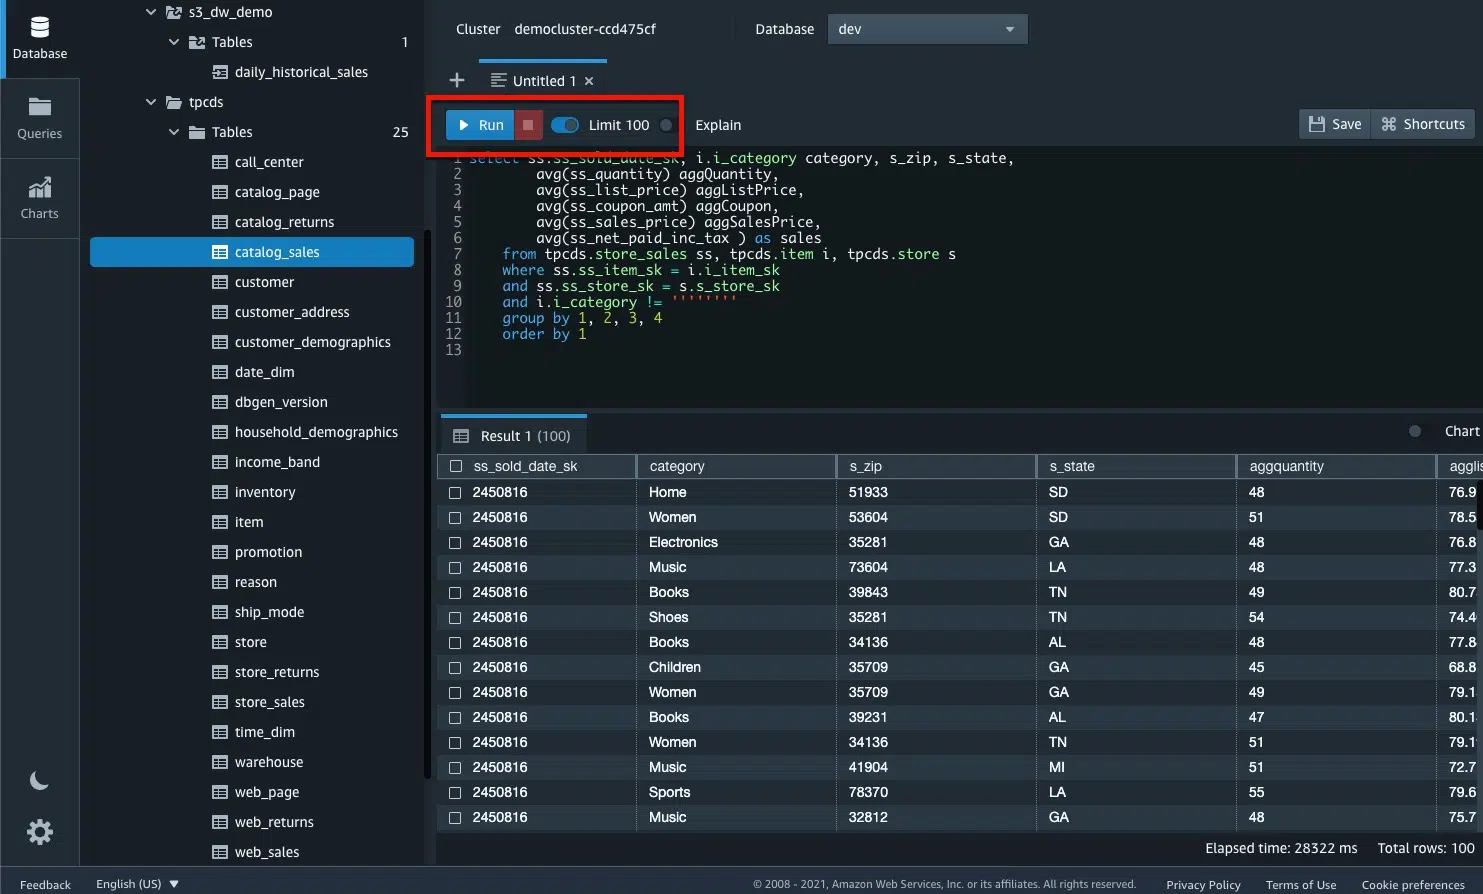 Database
Queries
Charts
s3_dw_demo
Tables 1
daily_historical_sales
tpcds
Tables 25
call_center
catalog_page
catalog_returns
catalog_sales
customer
customer_address
customer_demographics
date_dim
dbgen_version
household_demographics
income_band
inventory
item
promotion
reason
ship_mode
store
store_returns
store_sales
time_dim
warehouse
web_page
web_returns
web_sales
Cluster democluster-ccd475cf Database dev
+ Untitled 1 ×
Run Limit 100 Explain Save Shortcuts
1 select ss.ss_sold_date_sk, i.i_category category, s_zip, s_state,
2 avg(ss_quantity) aggQuantity,
3 avg(ss_list_price) aggListPrice,
4 avg(ss_coupon_amt) aggCoupon,
5 avg(ss_sales_price) aggSalesPrice,
6 avg(ss_net_paid_inc_tax ) as sales
7 from tpcds.store_sales ss, tpcds.item i, tpcds.store s
8 where ss.ss_item_sk = i.i_item_sk
9 and ss.ss_store_sk = s.s_store_sk
10 and i.i_category != ''''''''
11 group by 1, 2, 3, 4
12 order by 1
13
Result 1 (100) Chart
ss_sold_date_sk category s_zip s_state aggquantity agglis
2450816 Home 51933 SD 48 76.9
2450816 Women 53604 SD 51 78.5
2450816 Electronics 35281 GA 48 76.8
2450816 Music 73604 LA 48 77.3
2450816 Books 39843 TN 49 80.7
2450816 Shoes 35281 TN 54 74.4
2450816 Books 34136 AL 48 77.8
2450816 Children 35709 GA 45 68.8
2450816 Women 35709 GA 49 79.1
2450816 Books 39231 AL 47 80.1
2450816 Women 34136 TN 51 79.1
2450816 Music 41904 MI 51 72.7
2450816 Sports 78370 LA 55 79.6
2450816 Music 32812 GA 48 75.7
Elapsed time: 28322 ms Total rows: 100
Feedback English (US) © 2008 - 2021, Amazon Web Services, Inc. or its affiliates. All rights reserved. Privacy Policy Terms of Use Cookie preferences